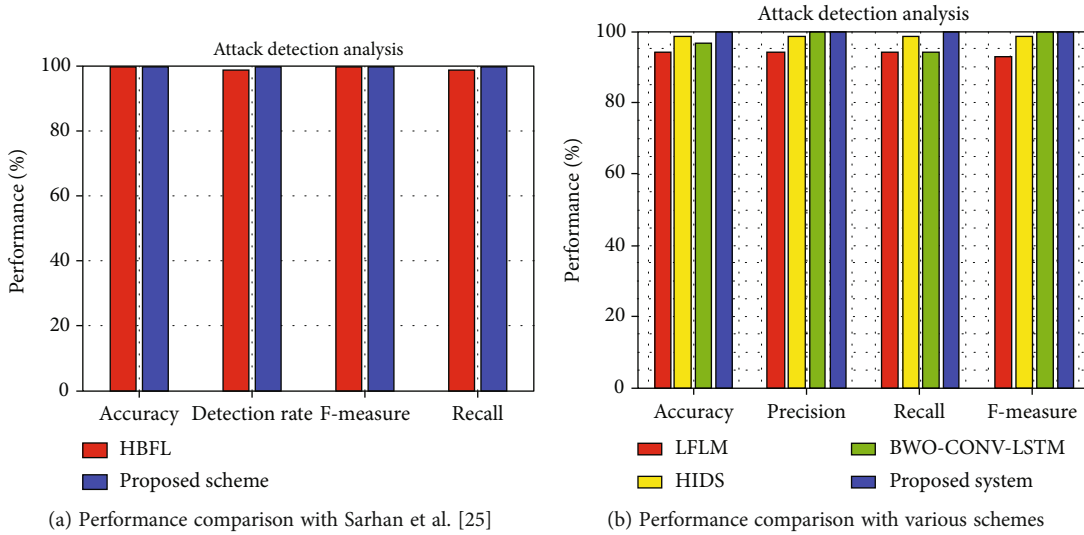 Attack detection analysis
Performance (%)
100
80
60
40
20
0
Accuracy Detection rate F-measure Recall
HBFL
Proposed scheme
(a) Performance comparison with Sarhan et al. [25]
Attack detection analysis
Performance (%)
100
80
60
40
20
0
Accuracy Precision Recall F-measure
LFLM
HIDS
BWO-CONV-LSTM
Proposed system
(b) Performance comparison with various schemes